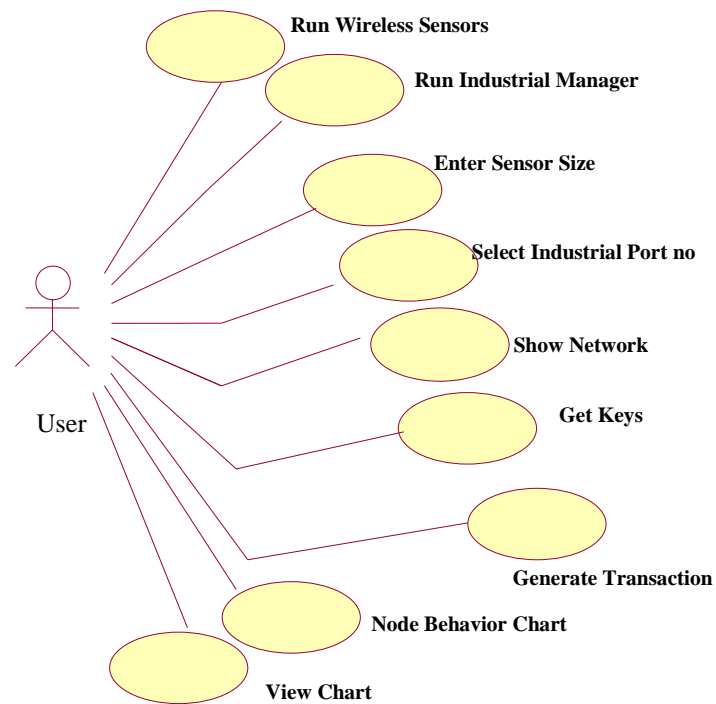 Run Wireless Sensors
Run Industrial Manager
Enter Sensor Size
Select Industrial Port no
Show Network
User
Get Keys
Generate Transaction
Node Behavior Chart
View Chart